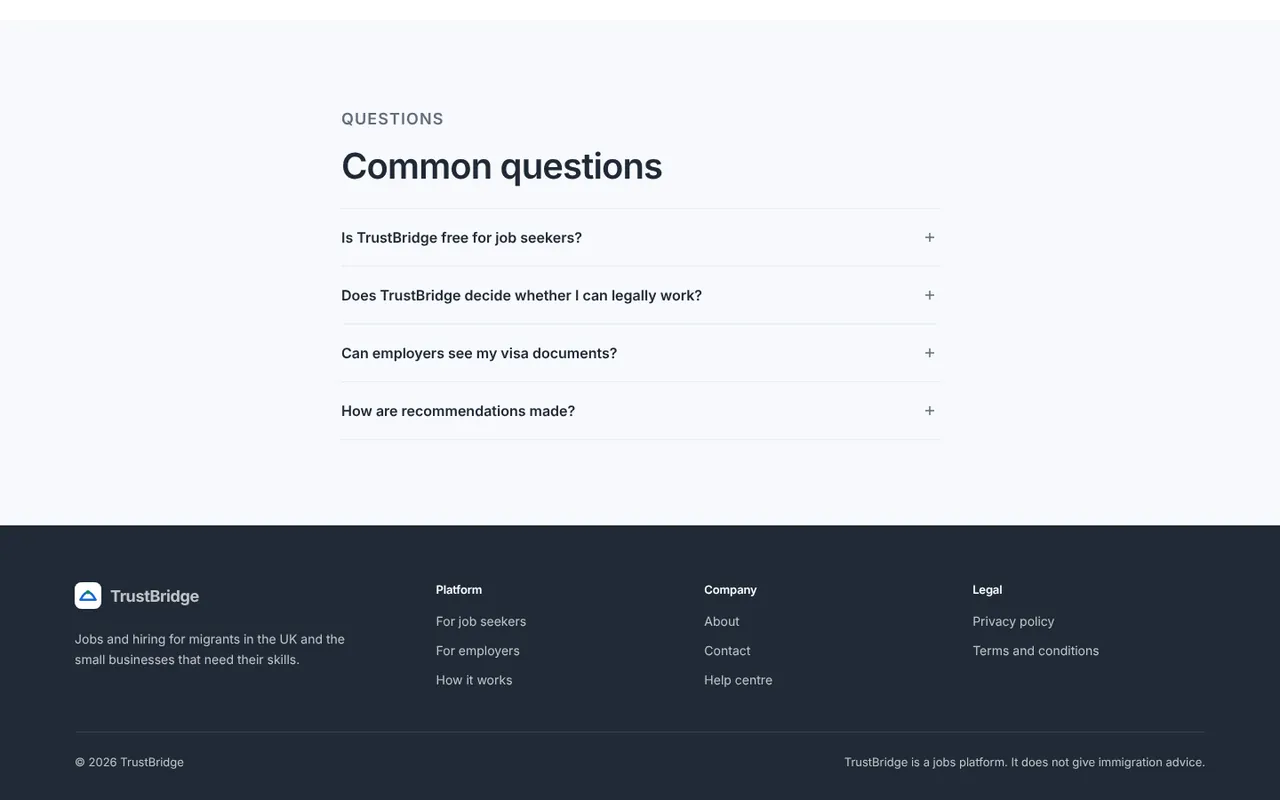 QUESTIONS
Common questions
Is TrustBridge free for job seekers?
Does TrustBridge decide whether I can legally work?
Can employers see my visa documents?
How are recommendations made?
TrustBridge
Jobs and hiring for migrants in the UK and the
small businesses that need their skills.
Platform
For job seekers
For employers
How it works
Company
About
Contact
Help centre
Legal
Privacy policy
Terms and conditions
© 2026 TrustBridge
TrustBridge is a jobs platform. It does not give immigration advice.